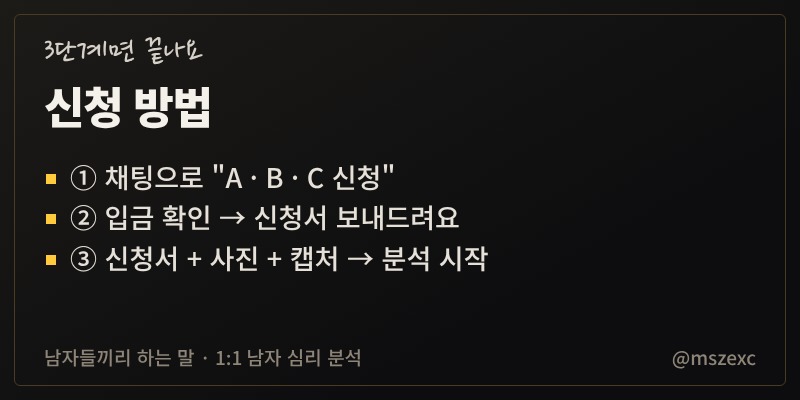 3단계면 끝나요
신청 방법
① 채팅으로 "A · B · C 신청"
② 입금 확인 → 신청서 보내드려요
③ 신청서 + 사진 + 캡처 → 분석 시작
남자들끼리 하는 말 · 1:1 남자 심리 분석
@mszexc